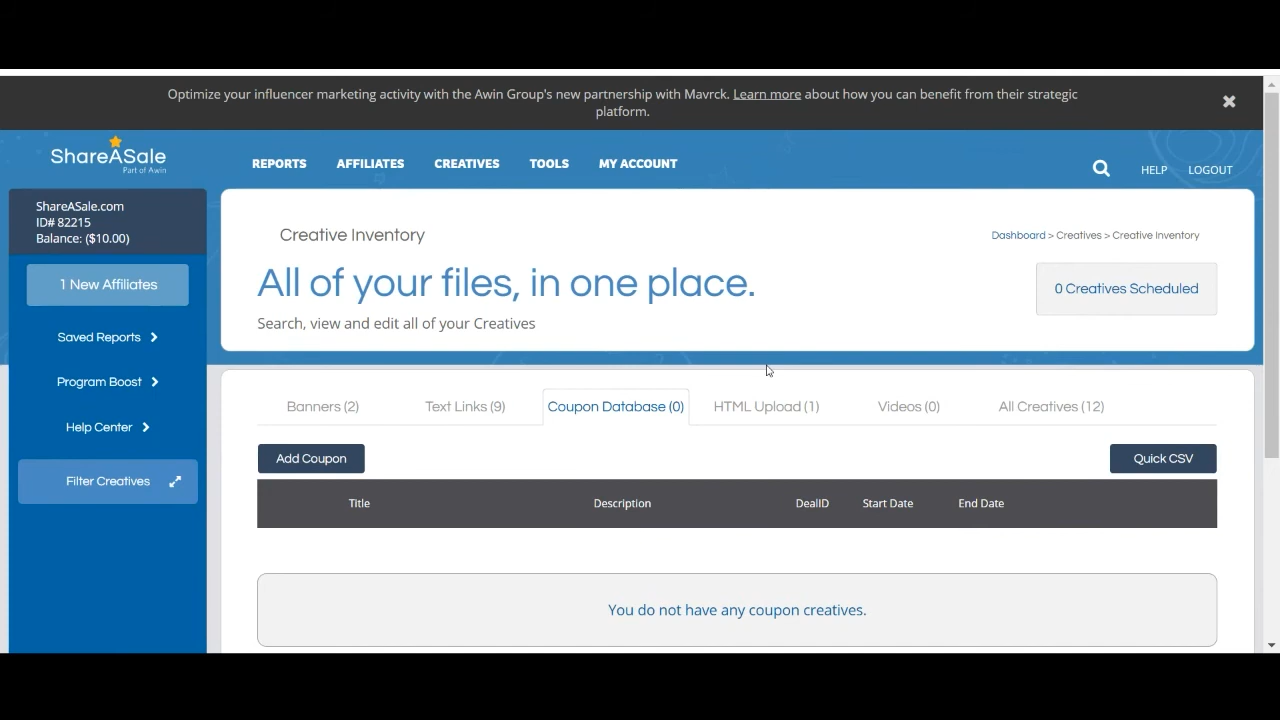 Optimize your influencer marketing activity with the Awin Group's new partnership with Mavrck. Learn more about how you can benefit from their strategic
platform.
ShareASale
Part of Awin
REPORTS AFFILIATES CREATIVES TOOLS MY ACCOUNT
HELP LOGOUT
ShareASale.com
ID# 82215
Balance: ($10.00)
1 New Affiliates
Saved Reports
Program Boost
Help Center
Filter Creatives
Creative Inventory
Dashboard > Creatives > Creative Inventory
All of your files, in one place.
0 Creatives Scheduled
Search, view and edit all of your Creatives
Banners (2) Text Links (9) Coupon Database (0) HTML Upload (1) Videos (0) All Creatives (12)
Add Coupon Quick CSV
Title Description DealID Start Date End Date
You do not have any coupon creatives.